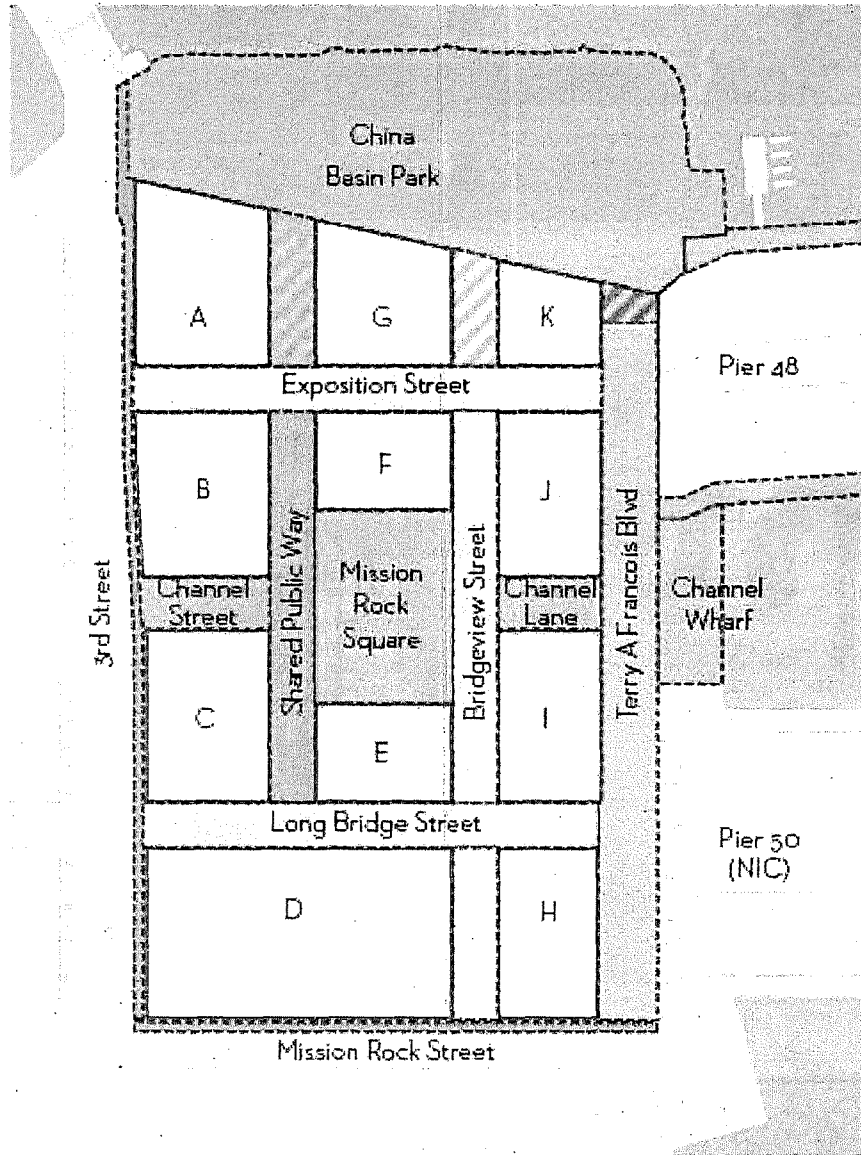 China
Basin Park
A
G
K
Pier 48
Exposition Street
B
F
J
3rd Street
Channel
Street
Shared Public Way
Mission
Rock
Square
Bridgeview Street
Channel
Lane
Terry A Francois Blvd
Channel
Wharf
C
E
I
Long Bridge Street
Pier 50
(NIC)
D
H
Mission Rock Street